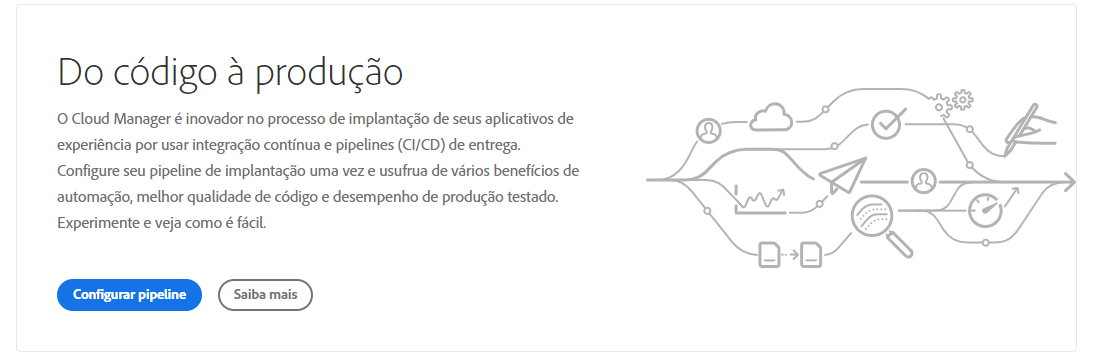 Do código à produção
O Cloud Manager é inovador no processo de implantação de seus aplicativos de
experiência por usar integração contínua e pipelines (CI/CD) de entrega.
Configure seu pipeline de implantação uma vez e usufrua de vários benefícios de
automação, melhor qualidade de código e desempenho de produção testado.
Experimente e veja como é fácil.
Configurar pipeline
Saiba mais